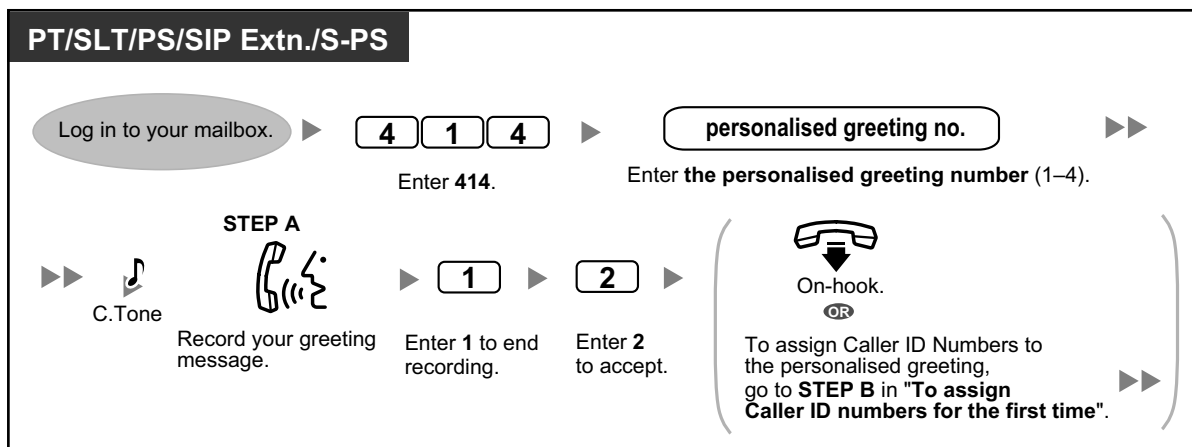 PT/SLT/PS/SIP Extn./S-PS
Log in to your mailbox.
4 1 4
Enter 414.
personalised greeting no.
Enter the personalised greeting number (1–4).
C.Tone
STEP A
Record your greeting
message.
1
Enter 1 to end
recording.
2
Enter 2
to accept.
On-hook.
OR
To assign Caller ID Numbers to
the personalised greeting,
go to STEP B in "To assign
Caller ID numbers for the first time".